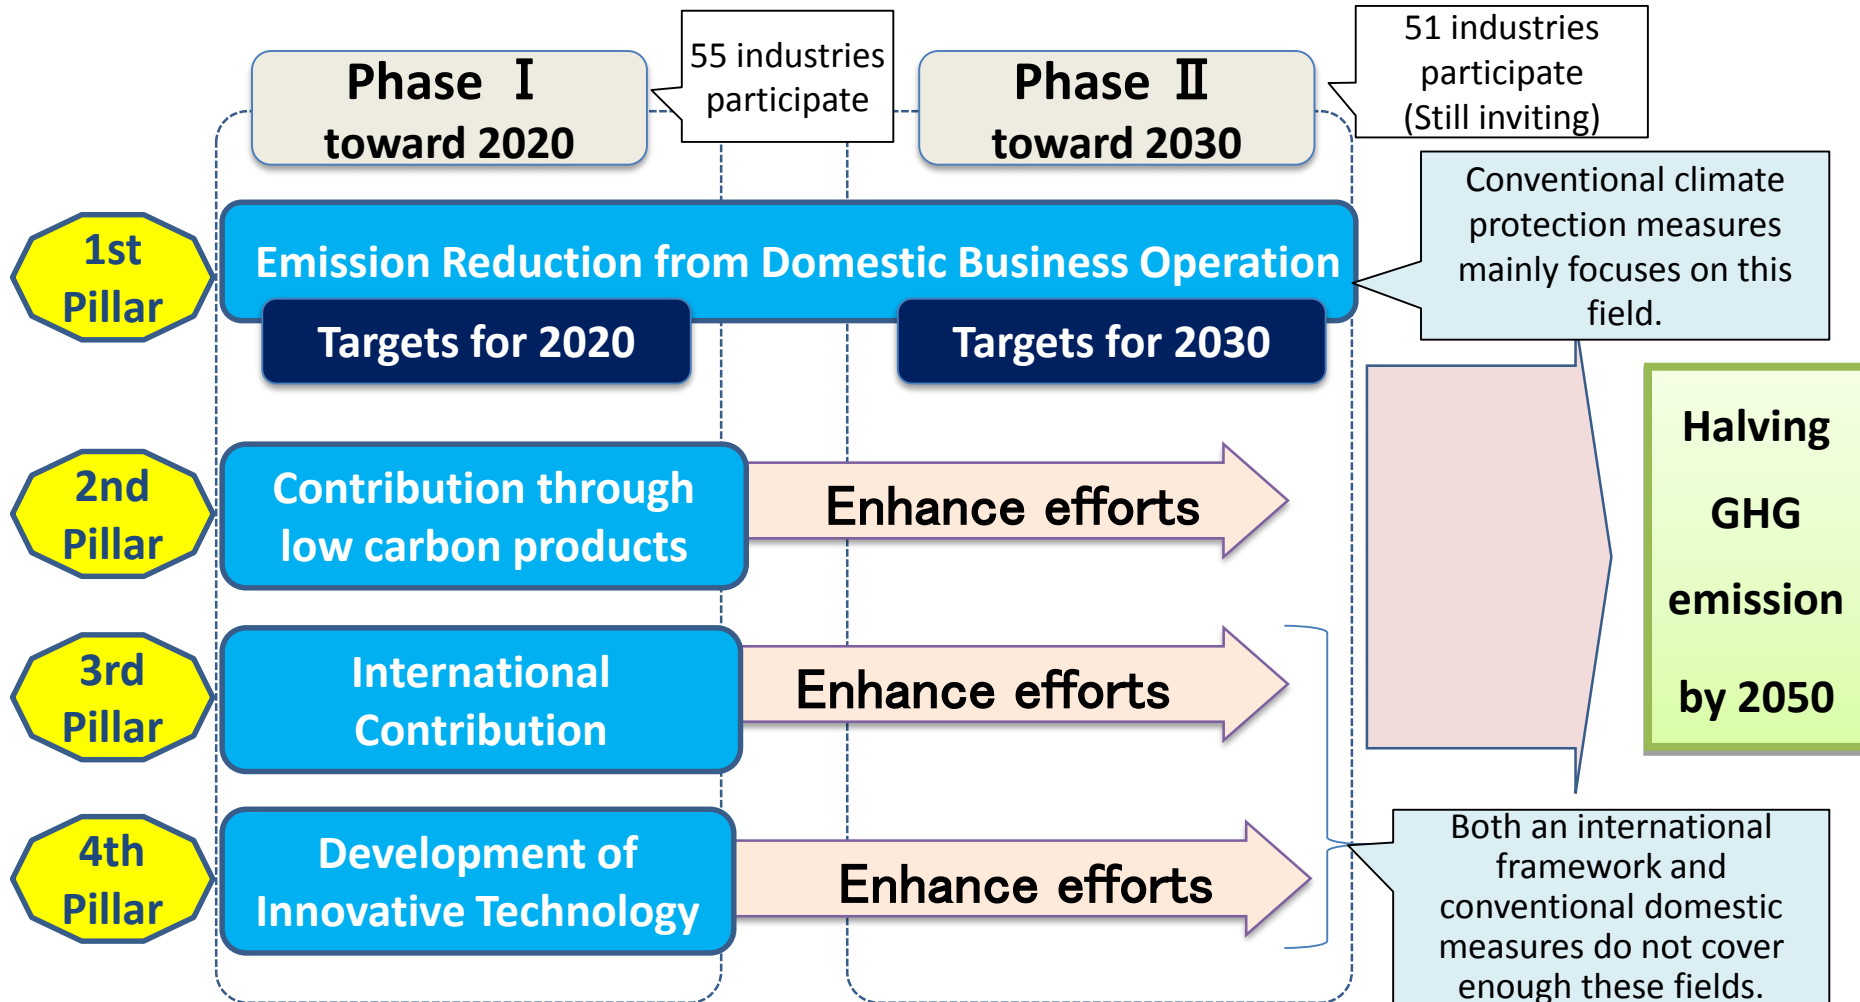 Phase Ⅰ
toward 2020
55 industries
participate
Phase Ⅱ
toward 2030
51 industries
participate
(Still inviting)
1st
Pillar
Emission Reduction from Domestic Business Operation
Targets for 2020
Targets for 2030
Conventional climate
protection measures
mainly focuses on this
field.
2nd
Pillar
Contribution through
low carbon products
Enhance efforts
3rd
Pillar
International
Contribution
Enhance efforts
4th
Pillar
Development of
Innovative Technology
Enhance efforts
Halving
GHG
emission
by 2050
Both an international
framework and
conventional domestic
measures do not cover
enough these fields.